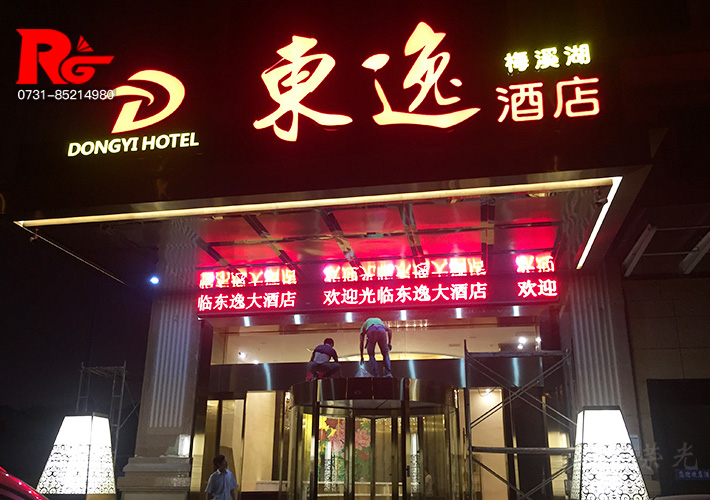 RG
0731-85214980
DONGYI HOTEL
東逸
梅溪湖
酒店
临东逸大酒店 欢迎光临东逸大酒店 欢迎